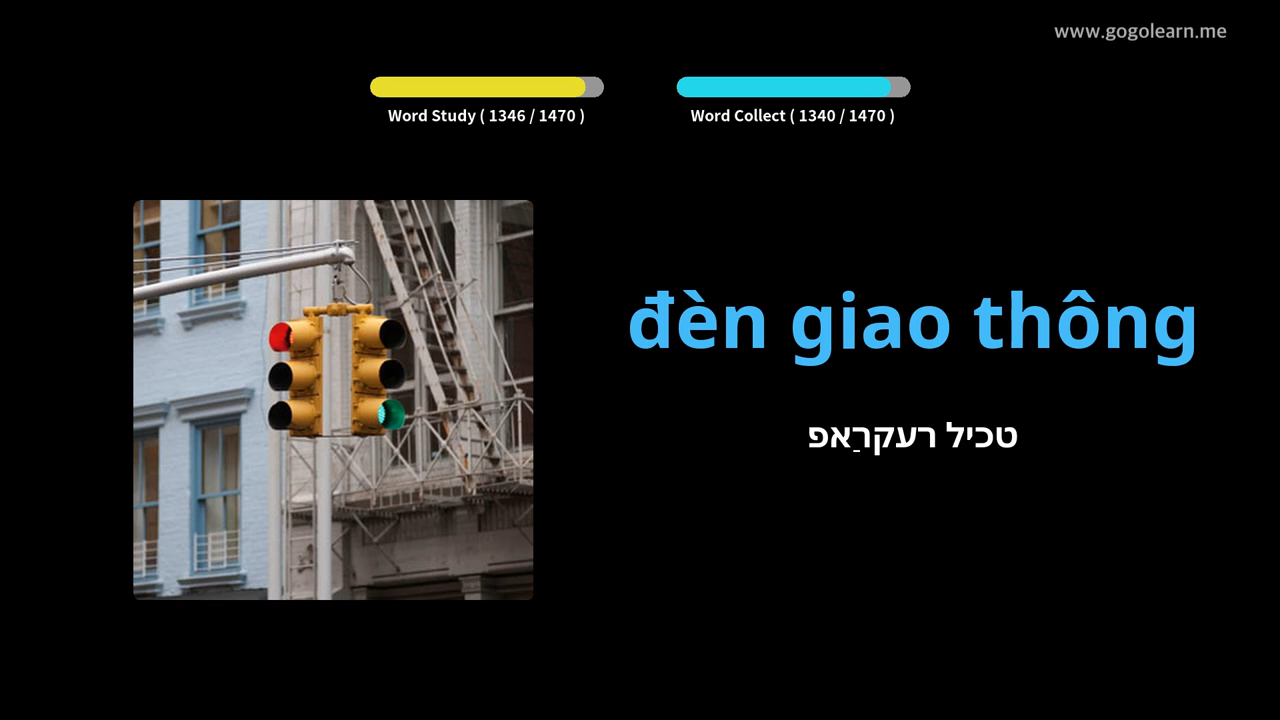 www.gogolearn.me
Word Study ( 1346 / 1470 )
Word Collect ( 1340 / 1470 )
đèn giao thông
טכיל רעקרַאפ